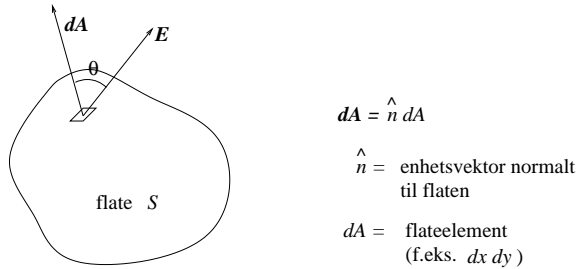 dA
E
θ
flate S
dA = n̂ dA
n̂ = enhetsvektor normalt
til flaten
dA = flateelement
(f.eks. dx dy )